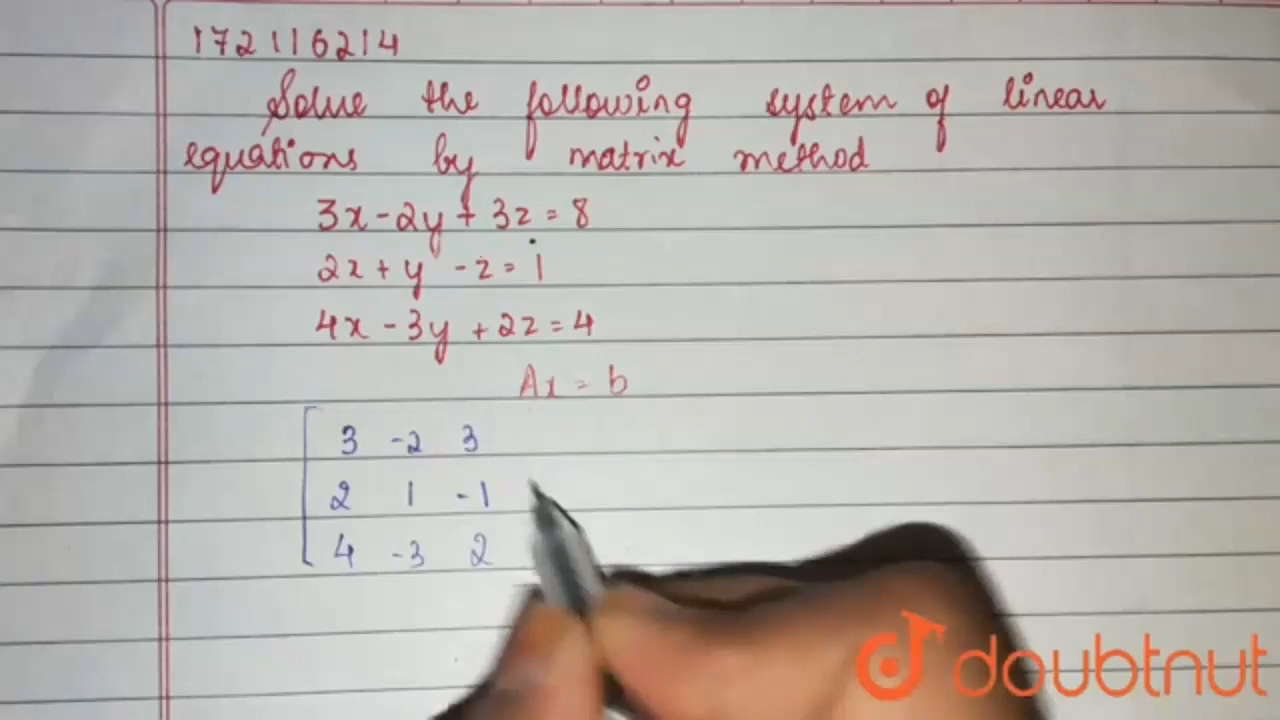 172116214
Solve the following system of linear
equations by matrix method
3x - 2y + 3z = 8
2x + y - z = 1
4x - 3y + 2z = 4
Ax = b
3 -2 3
2 1 -1
4 -3 2
doubtnut